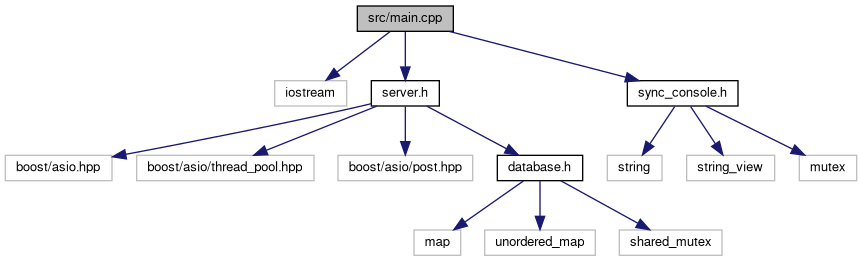 src/main.cpp
iostream
server.h
sync_console.h
boost/asio.hpp
boost/asio/thread_pool.hpp
boost/asio/post.hpp
database.h
string
string_view
mutex
map
unordered_map
shared_mutex